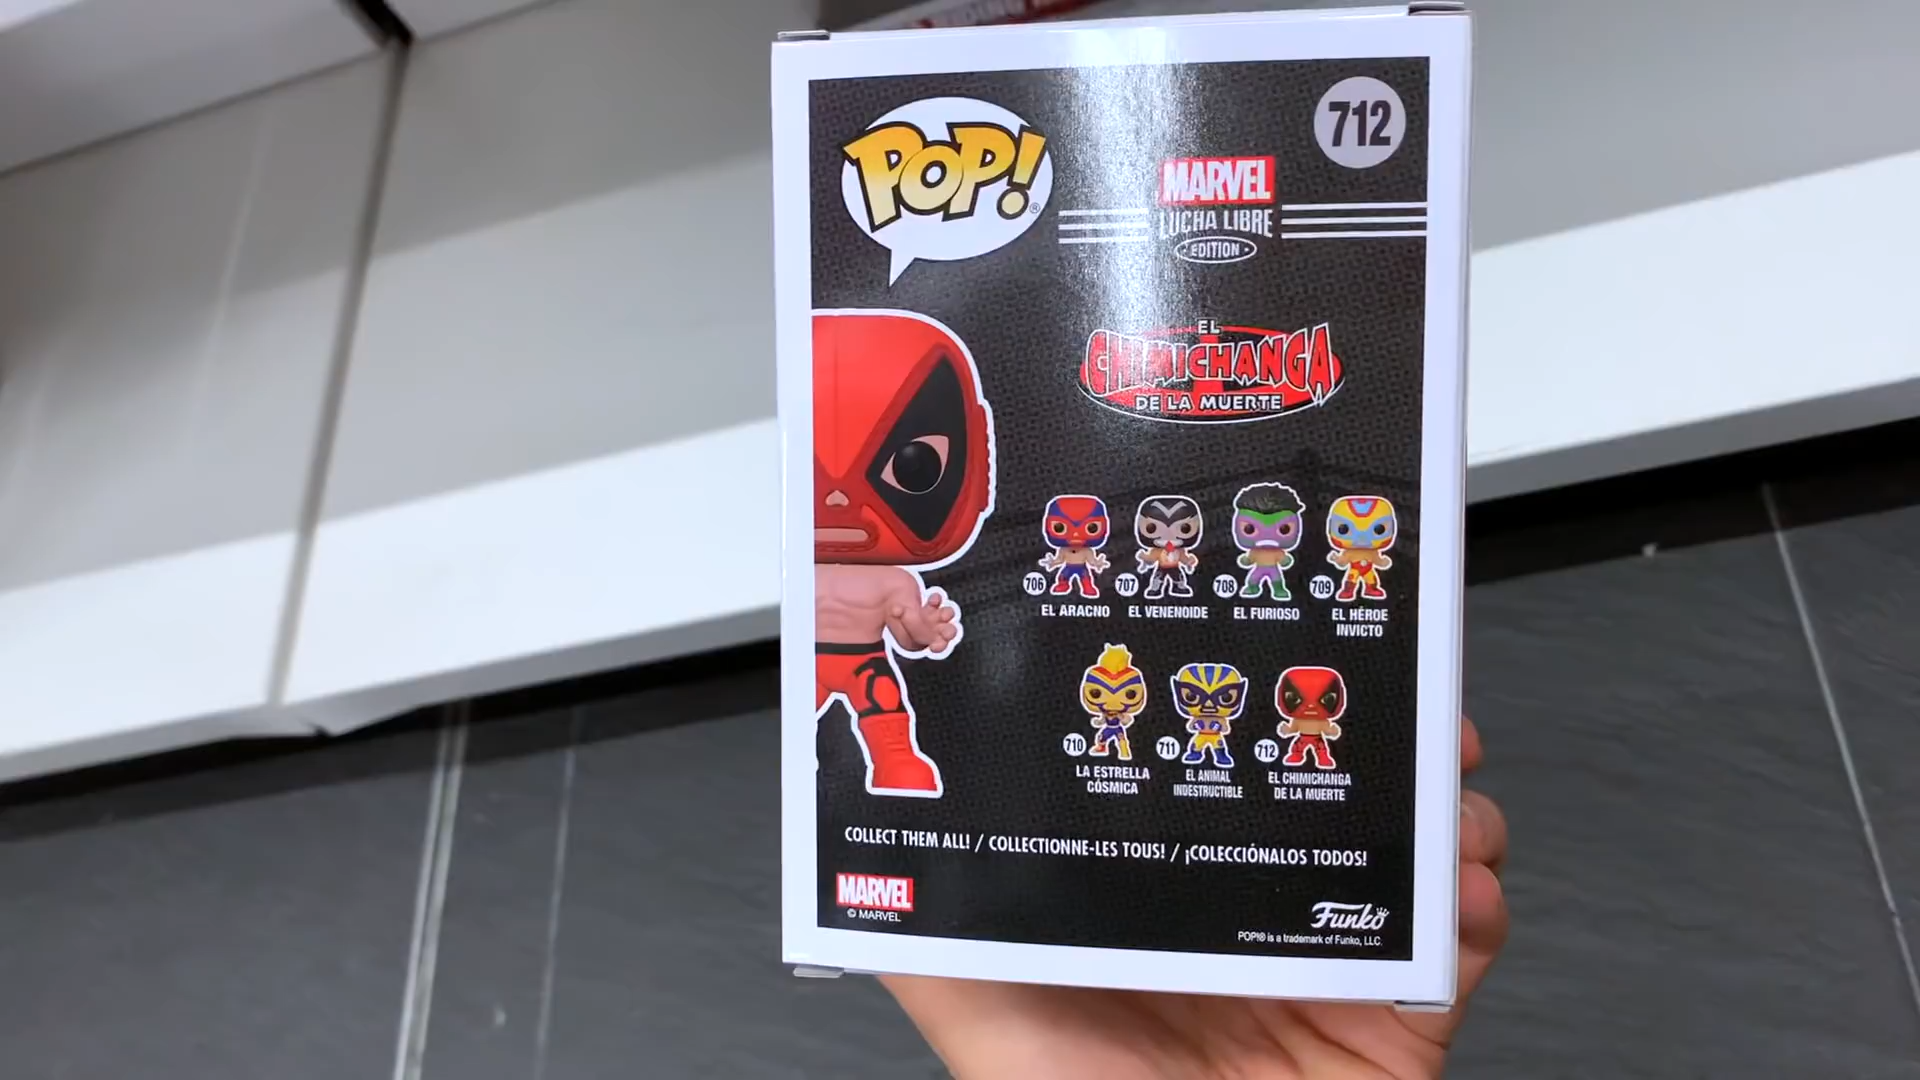 POP!®
712
MARVEL
LUCHA LIBRE
• EDITION •
EL
CHIMICHANGA
DE LA MUERTE
706
EL ARACNO
707
EL VENENOIDE
708
EL FURIOSO
709
EL HÉROE
INVICTO
710
LA ESTRELLA
CÓSMICA
711
EL ANIMAL
INDESTRUCTIBLE
712
EL CHIMICHANGA
DE LA MUERTE
COLLECT THEM ALL! / COLLECTIONNE-LES TOUS! / ¡COLECCIÓNALOS TODOS!
MARVEL
© MARVEL
Funko
POP!® is a trademark of Funko, LLC.